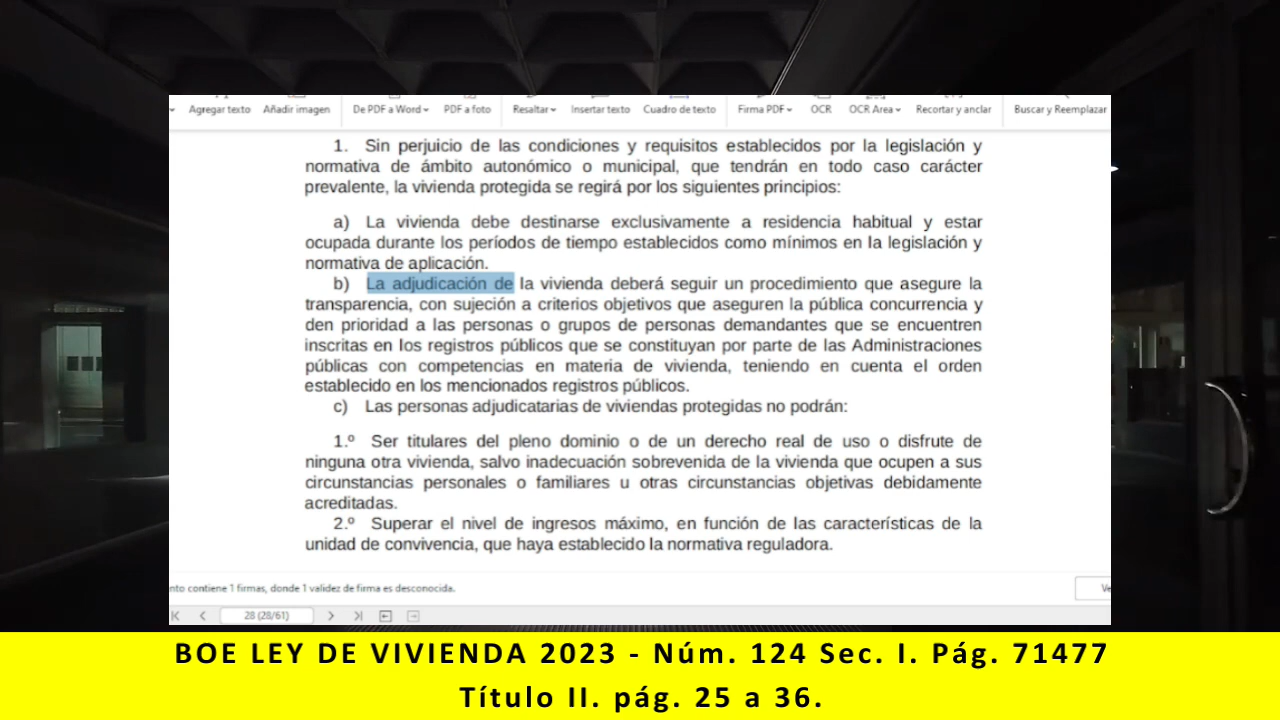 Agregar texto Añadir imagen De PDF a Word PDF a foto Resaltar Insertar texto Cuadro de texto Firma PDF OCR OCR Area Recortar y anclar Buscar y Reemplazar
1. Sin perjuicio de las condiciones y requisitos establecidos por la legislación y
normativa de ámbito autonómico o municipal, que tendrán en todo caso carácter
prevalente, la vivienda protegida se regirá por los siguientes principios:
a) La vivienda debe destinarse exclusivamente a residencia habitual y estar
ocupada durante los períodos de tiempo establecidos como mínimos en la legislación y
normativa de aplicación.
b) La adjudicación de la vivienda deberá seguir un procedimiento que asegure la
transparencia, con sujeción a criterios objetivos que aseguren la pública concurrencia y
den prioridad a las personas o grupos de personas demandantes que se encuentren
inscritas en los registros públicos que se constituyan por parte de las Administraciones
públicas con competencias en materia de vivienda, teniendo en cuenta el orden
establecido en los mencionados registros públicos.
c) Las personas adjudicatarias de viviendas protegidas no podrán:
1.º Ser titulares del pleno dominio o de un derecho real de uso o disfrute de
ninguna otra vivienda, salvo inadecuación sobrevenida de la vivienda que ocupen a sus
circunstancias personales o familiares u otras circunstancias objetivas debidamente
acreditadas.
2.º Superar el nivel de ingresos máximo, en función de las características de la
unidad de convivencia, que haya establecido la normativa reguladora.
nto contiene 1 firmas, donde 1 validez de firma es desconocida. Ve
28 (28/61)
BOE LEY DE VIVIENDA 2023 - Núm. 124 Sec. I. Pág. 71477
Título II. pág. 25 a 36.